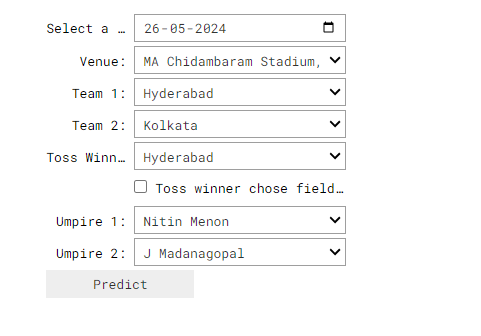 Select a … 26-05-2024
Venue: MA Chidambaram Stadium,
Team 1: Hyderabad
Team 2: Kolkata
Toss Winn… Hyderabad
Toss winner chose field…
Umpire 1: Nitin Menon
Umpire 2: J Madanagopal
Predict